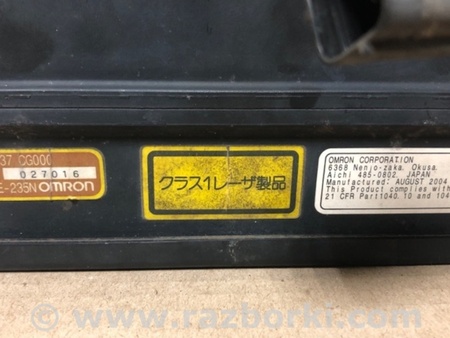 37 CG000
027016
E-235N OMRON
クラス1レーザ製品
OMRON CORPORATION
6368 Nenjo-zaka, Okusa
Aichi 485-0802, JAPAN
Manufactured: AUGUST 2004
This Product complies with
21 CFR Part1040.10 and 104
www.razborki.com